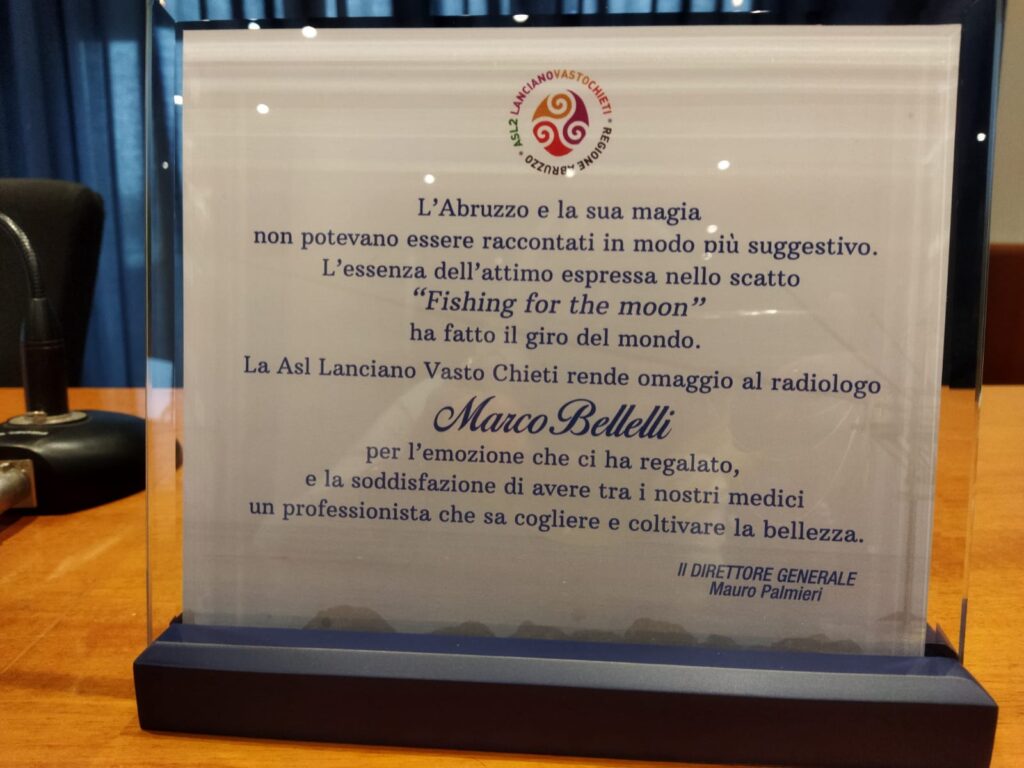 ASL2 LANCIANOVASTOCHIETI * REGIONE ABRUZZO *
L'Abruzzo e la sua magia
non potevano essere raccontati in modo più suggestivo.
L'essenza dell'attimo espressa nello scatto
“Fishing for the moon”
ha fatto il giro del mondo.
La Asl Lanciano Vasto Chieti rende omaggio al radiologo
Marco Bellelli
per l'emozione che ci ha regalato,
e la soddisfazione di avere tra i nostri medici
un professionista che sa cogliere e coltivare la bellezza.
Il DIRETTORE GENERALE
Mauro Palmieri